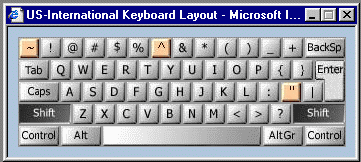 US-International Keyboard Layout - Microsoft I...
~ ! @ # $ % ^ & * ( ) _ + BackSp
Tab Q W E R T Y U I O P { } Enter
Caps A S D F G H J K L : " |
Shift Z X C V B N M < > ? Shift
Control Alt AltGr Control